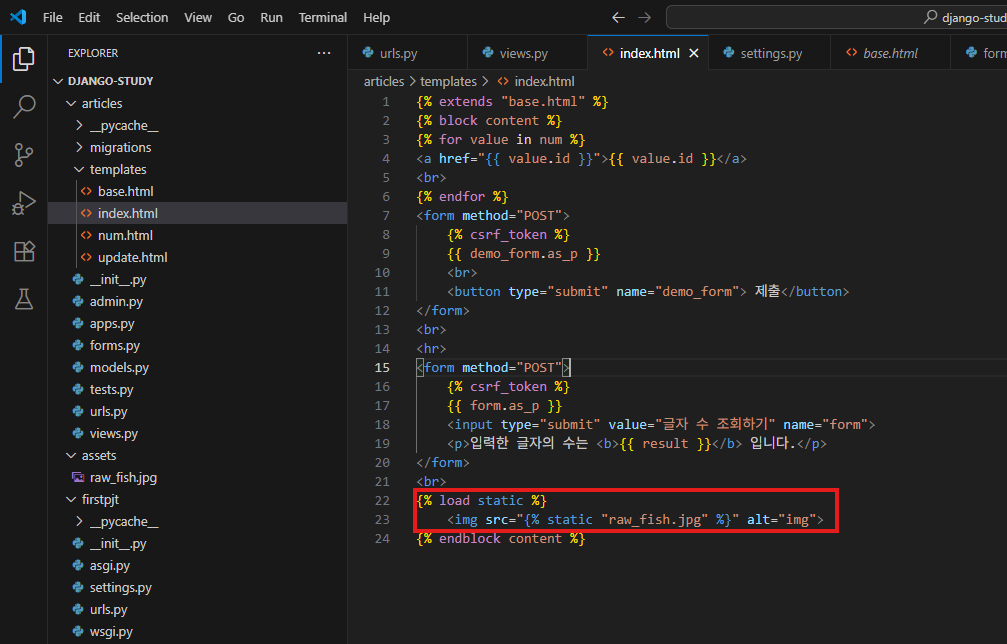 File Edit Selection View Go Run Terminal Help
django-stud
EXPLORER
DJANGO-STUDY
articles
__pycache__
migrations
templates
base.html
index.html
num.html
update.html
__init__.py
admin.py
apps.py
forms.py
models.py
tests.py
urls.py
views.py
assets
raw_fish.jpg
firstpjt
__pycache__
__init__.py
asgi.py
settings.py
urls.py
wsgi.py
urls.py views.py index.html settings.py base.html form
articles > templates > index.html
1 {% extends "base.html" %}
2 {% block content %}
3 {% for value in num %}
4 <a href="{{ value.id }}">{{ value.id }}</a>
5 <br>
6 {% endfor %}
7 <form method="POST">
8 {% csrf_token %}
9 {{ demo_form.as_p }}
10 <br>
11 <button type="submit" name="demo_form"> 제출</button>
12 </form>
13 <br>
14 <hr>
15 <form method="POST">
16 {% csrf_token %}
17 {{ form.as_p }}
18 <input type="submit" value="글자 수 조회하기" name="form">
19 <p>입력한 글자의 수는 <b>{{ result }}</b> 입니다.</p>
20 </form>
21 <br>
22 {% load static %}
23 <img src="{% static "raw_fish.jpg" %}" alt="img">
24 {% endblock content %}